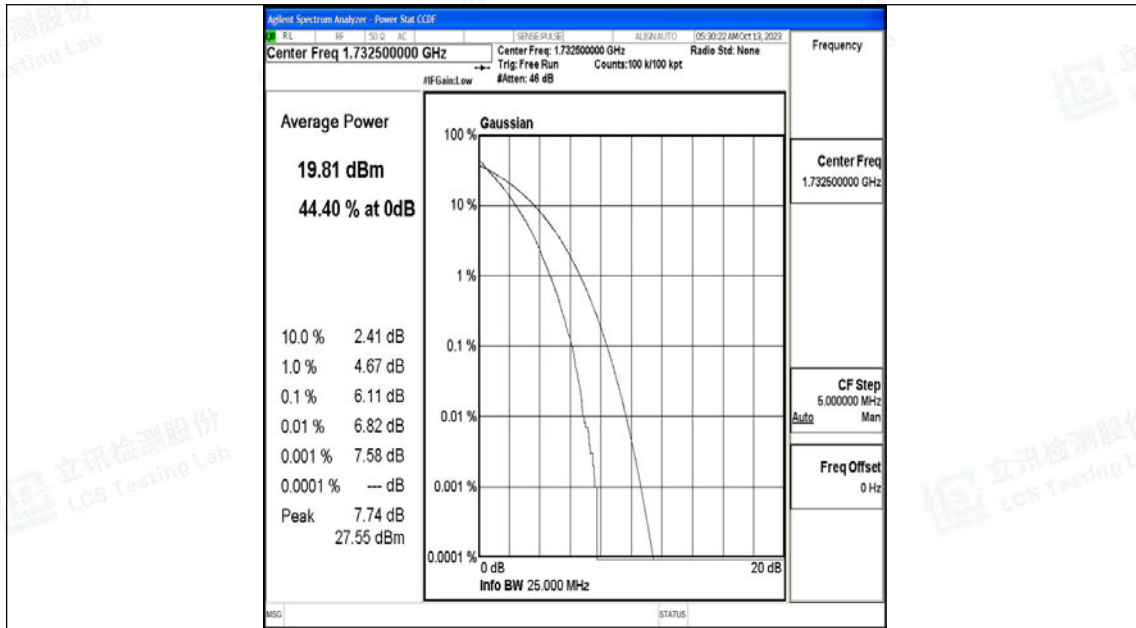 Agilent Spectrum Analyzer - Power Stat CCDF
RL RF 50 Ω AC SENSE:PULSE ALIGNAUTO 05:30:22 AM Oct 13, 2023
Center Freq 1.732500000 GHz
Center Freq: 1.732500000 GHz
Radio Std: None
Trig: Free Run Counts:100 k/100 kpt
#IFGain:Low
#Atten: 46 dB
Frequency
Average Power
19.81 dBm
44.40 % at 0dB
10.0 % 2.41 dB
1.0 % 4.67 dB
0.1 % 6.11 dB
0.01 % 6.82 dB
0.001 % 7.58 dB
0.0001 % --- dB
Peak 7.74 dB
27.55 dBm
Gaussian
100 %
10 %
1 %
0.1 %
0.01 %
0.001 %
0.0001 %
0 dB 20 dB
Info BW 25.000 MHz
Center Freq
1.732500000 GHz
CF Step
5.000000 MHz
Auto Man
Freq Offset
0 Hz
MSG STATUS
立讯检测股份
LCS Testing Lab
立讯检测股份